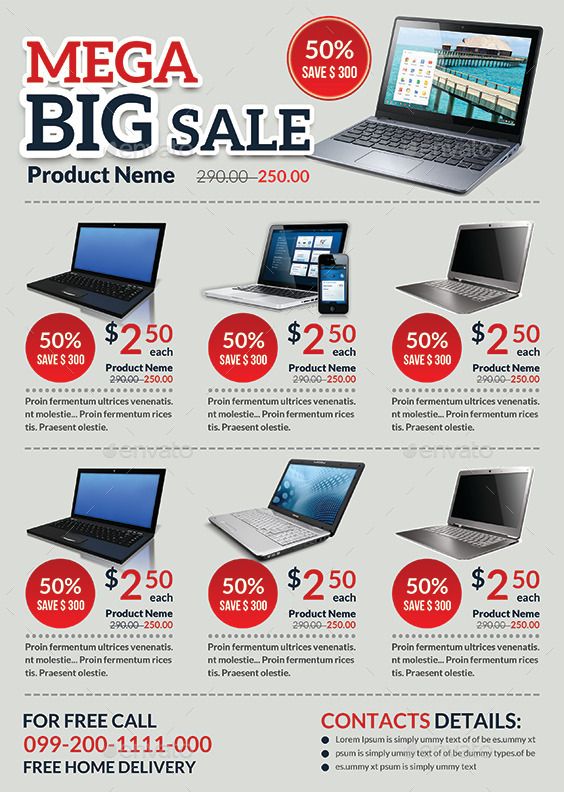 MEGA
BIG SALE
50%
SAVE $ 300
Product Neme 290.00 250.00
50%
SAVE $ 300
$2 50
each
Product Neme
290.00 250.00
Proin fermentum ultrices venenatis.
nt molestie... Proin fermentum rices
tis. Praesent olestie.
50%
SAVE $ 300
$2 50
each
Product Neme
290.00 250.00
Proin fermentum ultrices venenatis.
nt molestie... Proin fermentum rices
tis. Praesent olestie.
50%
SAVE $ 300
$2 50
each
Product Neme
290.00 250.00
Proin fermentum ultrices venenatis.
nt molestie... Proin fermentum rices
tis. Praesent olestie.
50%
SAVE $ 300
$2 50
each
Product Neme
290.00 250.00
Proin fermentum ultrices venenatis.
nt molestie... Proin fermentum rices
tis. Praesent olestie.
50%
SAVE $ 300
$2 50
each
Product Neme
290.00 250.00
Proin fermentum ultrices venenatis.
nt molestie... Proin fermentum rices
tis. Praesent olestie.
50%
SAVE $ 300
$2 50
each
Product Neme
290.00 250.00
Proin fermentum ultrices venenatis.
nt molestie... Proin fermentum rices
tis. Praesent olestie.
FOR FREE CALL
099-200-1111-000
FREE HOME DELIVERY
CONTACTS DETAILS:
Lorem Ipsum is simply ummy text of of be es.ummy xt
psum is simply ummy text of be of dummy types.of be
es.ummy xt psum is simply ummy text of be
envato